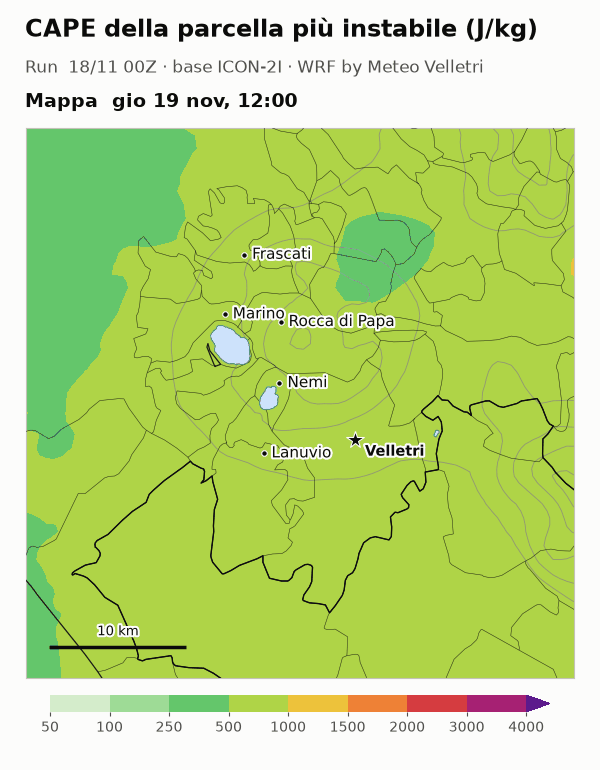 CAPE della parcella più instabile (J/kg)
Run  18/11 00Z · base ICON-2I · WRF by Meteo Velletri
Mappa  gio 19 nov, 12:00
Frascati
Marino
Rocca di Papa
Nemi
Velletri
Lanuvio
10 km
50 100 250 500 1000 1500 2000 3000 4000